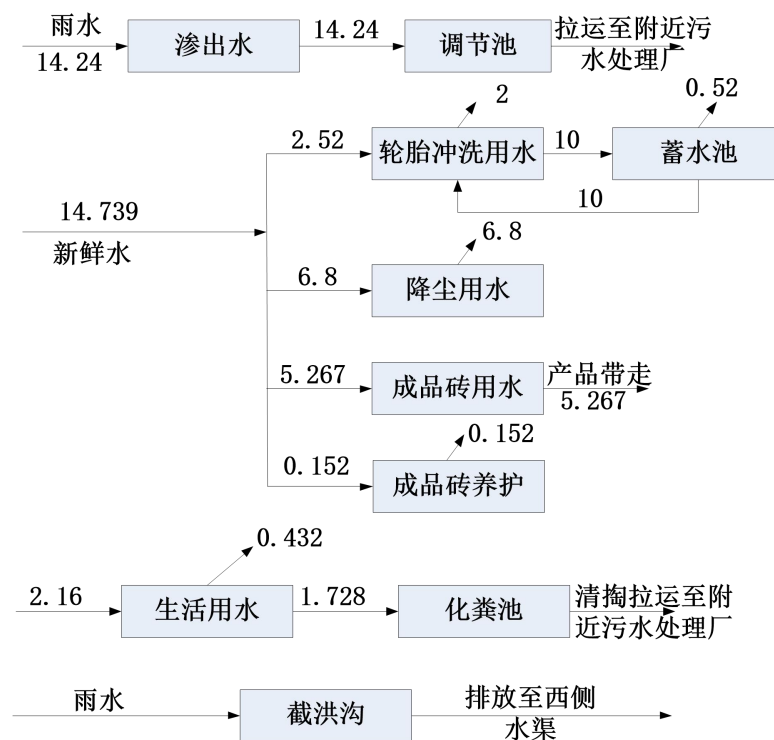 雨水
14.24
渗出水
14.24
调节池
拉运至附近污
水处理厂
2
0.52
2.52
轮胎冲洗用水
10
蓄水池
10
14.739
新鲜水
6.8
6.8
降尘用水
5.267
成品砖用水
产品带走
5.267
0.152
0.152
成品砖养护
0.432
2.16
生活用水
1.728
化粪池
清掏拉运至附
近污水处理厂
雨水
截洪沟
排放至西侧
水渠